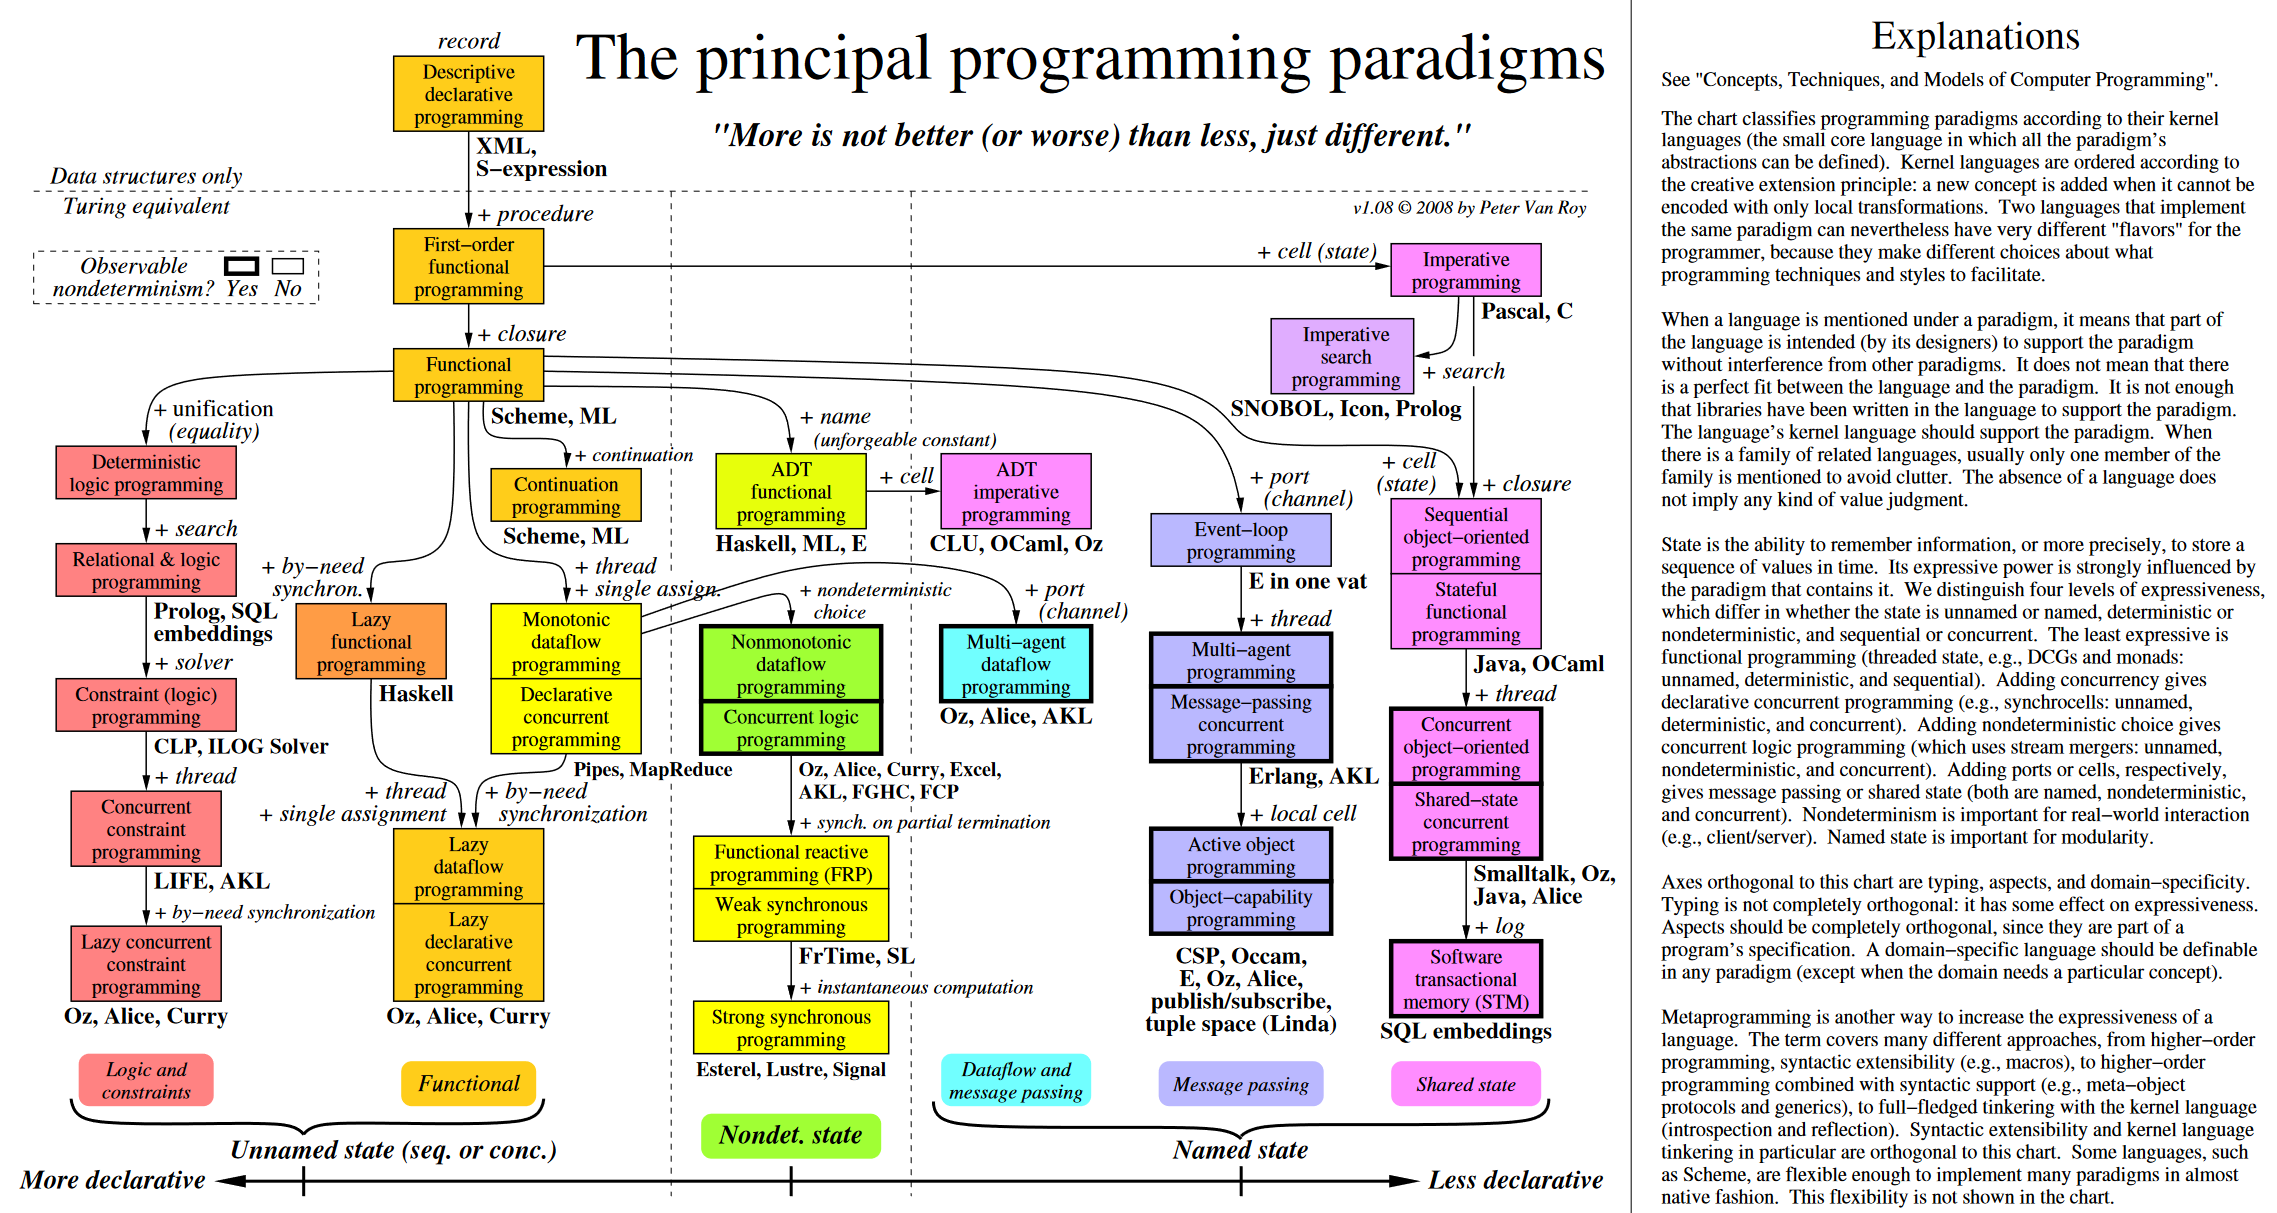 The principal programming paradigms
"More is not better (or worse) than less, just different."
v1.08 © 2008 by Peter Van Roy
record
Descriptive
declarative
programming
XML,
S−expression
Data structures only
Turing equivalent
Observable
nondeterminism? Yes No
+ procedure
First−order
functional
programming
+ cell (state)
Imperative
programming
Pascal, C
Imperative
search
programming
+ search
SNOBOL, Icon, Prolog
+ closure
Functional
programming
Scheme, ML
+ unification
(equality)
Deterministic
logic programming
+ search
Relational & logic
programming
Prolog, SQL
embeddings
+ solver
Constraint (logic)
programming
CLP, ILOG Solver
+ thread
Concurrent
constraint
programming
LIFE, AKL
+ by−need synchronization
Lazy concurrent
constraint
programming
Oz, Alice, Curry
+ continuation
Continuation
programming
Scheme, ML
+ by−need
synchron.
Lazy
functional
programming
Haskell
+ thread
+ single assign.
Monotonic
dataflow
programming
Declarative
concurrent
programming
Pipes, MapReduce
+ thread
+ single assignment
+ by−need
synchronization
Lazy
dataflow
programming
Lazy
declarative
concurrent
programming
Oz, Alice, Curry
+ name
(unforgeable constant)
ADT
functional
programming
Haskell, ML, E
+ cell
ADT
imperative
programming
CLU, OCaml, Oz
+ nondeterministic
choice
Nonmonotonic
dataflow
programming
Concurrent logic
programming
Oz, Alice, Curry, Excel,
AKL, FGHC, FCP
+ synch. on partial termination
Functional reactive
programming (FRP)
Weak synchronous
programming
FrTime, SL
+ instantaneous computation
Strong synchronous
programming
Esterel, Lustre, Signal
+ port
(channel)
Multi−agent
dataflow
programming
Oz, Alice, AKL
+ port
(channel)
Event−loop
programming
E in one vat
+ thread
Multi−agent
programming
Message−passing
concurrent
programming
Erlang, AKL
+ local cell
Active object
programming
Object−capability
programming
CSP, Occam,
E, Oz, Alice,
publish/subscribe,
tuple space (Linda)
+ cell
(state)
+ closure
Sequential
object−oriented
programming
Stateful
functional
programming
Java, OCaml
+ thread
Concurrent
object−oriented
programming
Shared−state
concurrent
programming
Smalltalk, Oz,
Java, Alice
+ log
Software
transactional
memory (STM)
SQL embeddings
Logic and
constraints
Functional
Nondet. state
Dataflow and
message passing
Message passing
Shared state
Unnamed state (seq. or conc.)
Named state
More declarative
Less declarative
Explanations
See "Concepts, Techniques, and Models of Computer Programming".
The chart classifies programming paradigms according to their kernel
languages (the small core language in which all the paradigm's
abstractions can be defined). Kernel languages are ordered according to
the creative extension principle: a new concept is added when it cannot be
encoded with only local transformations. Two languages that implement
the same paradigm can nevertheless have very different "flavors" for the
programmer, because they make different choices about what
programming techniques and styles to facilitate.
When a language is mentioned under a paradigm, it means that part of
the language is intended (by its designers) to support the paradigm
without interference from other paradigms. It does not mean that there
is a perfect fit between the language and the paradigm. It is not enough
that libraries have been written in the language to support the paradigm.
The language's kernel language should support the paradigm. When
there is a family of related languages, usually only one member of the
family is mentioned to avoid clutter. The absence of a language does
not imply any kind of value judgment.
State is the ability to remember information, or more precisely, to store a
sequence of values in time. Its expressive power is strongly influenced by
the paradigm that contains it. We distinguish four levels of expressiveness,
which differ in whether the state is unnamed or named, deterministic or
nondeterministic, and sequential or concurrent. The least expressive is
functional programming (threaded state, e.g., DCGs and monads:
unnamed, deterministic, and sequential). Adding concurrency gives
declarative concurrent programming (e.g., synchrocells: unnamed,
deterministic, and concurrent). Adding nondeterministic choice gives
concurrent logic programming (which uses stream mergers: unnamed,
nondeterministic, and concurrent). Adding ports or cells, respectively,
gives message passing or shared state (both are named, nondeterministic,
and concurrent). Nondeterminism is important for real−world interaction
(e.g., client/server). Named state is important for modularity.
Axes orthogonal to this chart are typing, aspects, and domain−specificity.
Typing is not completely orthogonal: it has some effect on expressiveness.
Aspects should be completely orthogonal, since they are part of a
program's specification. A domain−specific language should be definable
in any paradigm (except when the domain needs a particular concept).
Metaprogramming is another way to increase the expressiveness of a
language. The term covers many different approaches, from higher−order
programming, syntactic extensibility (e.g., macros), to higher−order
programming combined with syntactic support (e.g., meta−object
protocols and generics), to full−fledged tinkering with the kernel language
(introspection and reflection). Syntactic extensibility and kernel language
tinkering in particular are orthogonal to this chart. Some languages, such
as Scheme, are flexible enough to implement many paradigms in almost
native fashion. This flexibility is not shown in the chart.